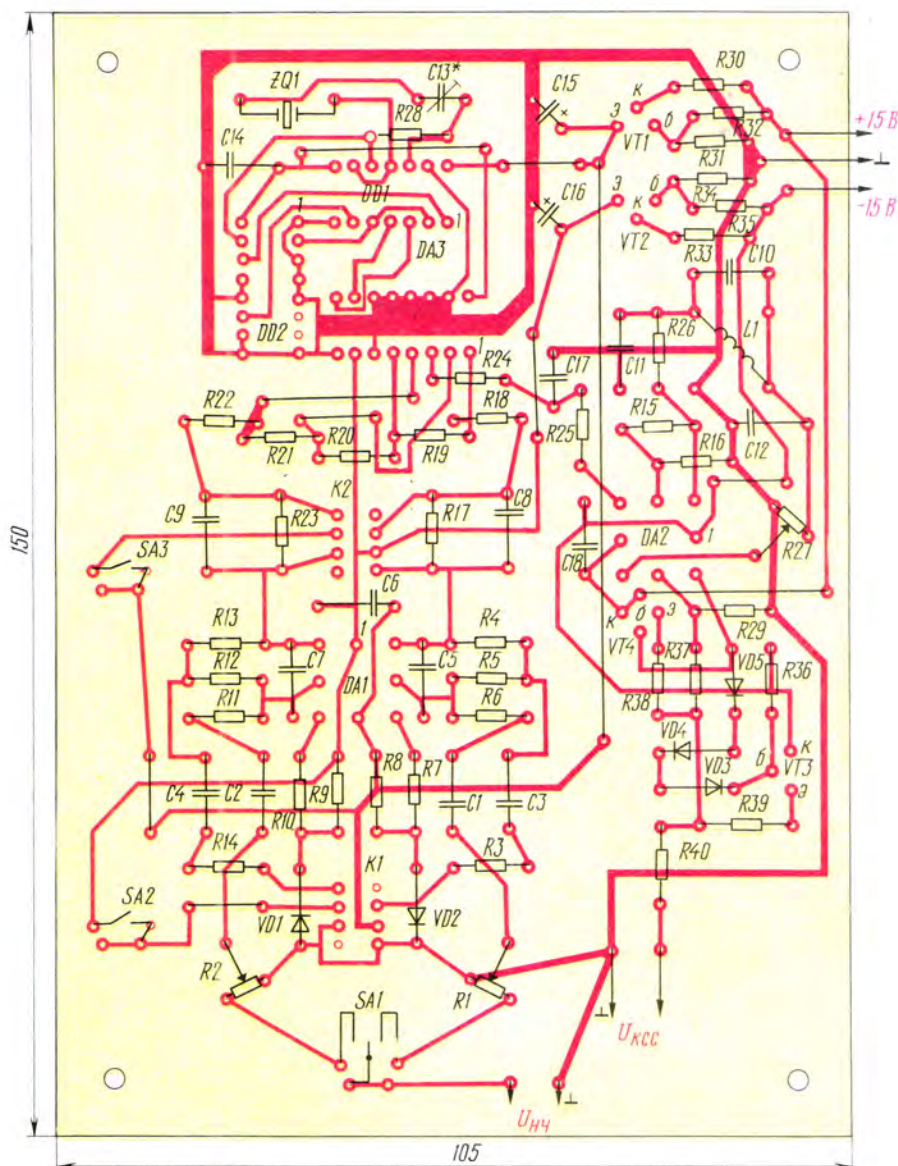 R30
ZQ1
C13*
C15
к
R28
э
б
R32
+15 В
C14
VT1
R31
⊥
DD1
C16
э
б
R34
-15 В
1
1
к
R35
DA3
VT2
R33
C10
DD2
R26
L1
1
R24
C17
C11
R22
R18
R15
R20
R25
C12
R21
R19
R16
K2
C9
C8
R23
R17
150
SA3
DA2
1
R27
C18
C6
б
э
к
R29
R13
1
R4
VT4
R12
C7
C5
R5
R37
VD5
R36
DA1
R11
R6
R38
VD4
к
R8
R7
VD3
б
VT3
C4
C2
R9
C1
C3
э
R10
R39
R14
R3
R40
K1
SA2
VD1
VD2
R2
R1
SA1
⊥
Uксс
⊥
Uнч
105